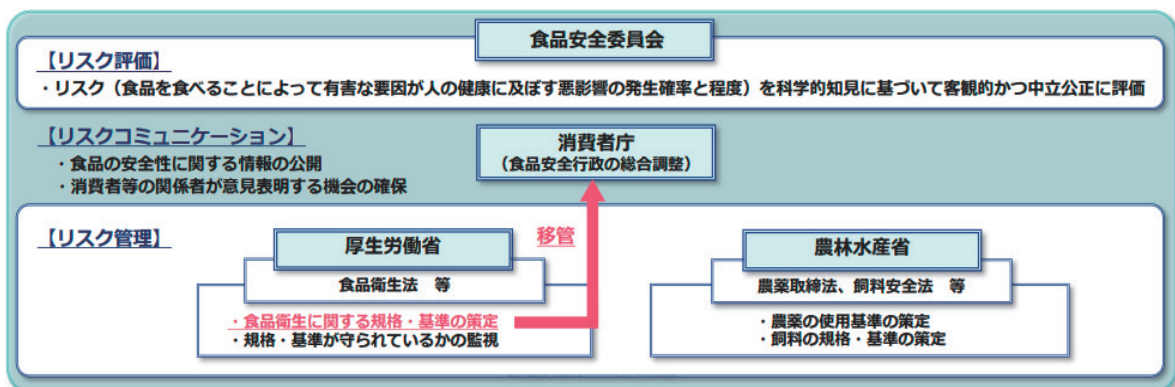 食品安全委員会
【リスク評価】
・リスク(食品を食べることによって有害な要因が人の健康に及ぼす悪影響の発生確率と程度)を科学的知見に基づいて客観的かつ中立公正に評価
【リスクコミュニケーション】
・食品の安全性に関する情報の公開
・消費者等の関係者が意見表明する機会の確保
消費者庁
(食品安全行政の総合調整)
【リスク管理】
厚生労働省
食品衛生法 等
・食品衛生に関する規格・基準の策定
・規格・基準が守られているかの監視
移管
農林水産省
農薬取締法、飼料安全法 等
・農薬の使用基準の策定
・飼料の規格・基準の策定